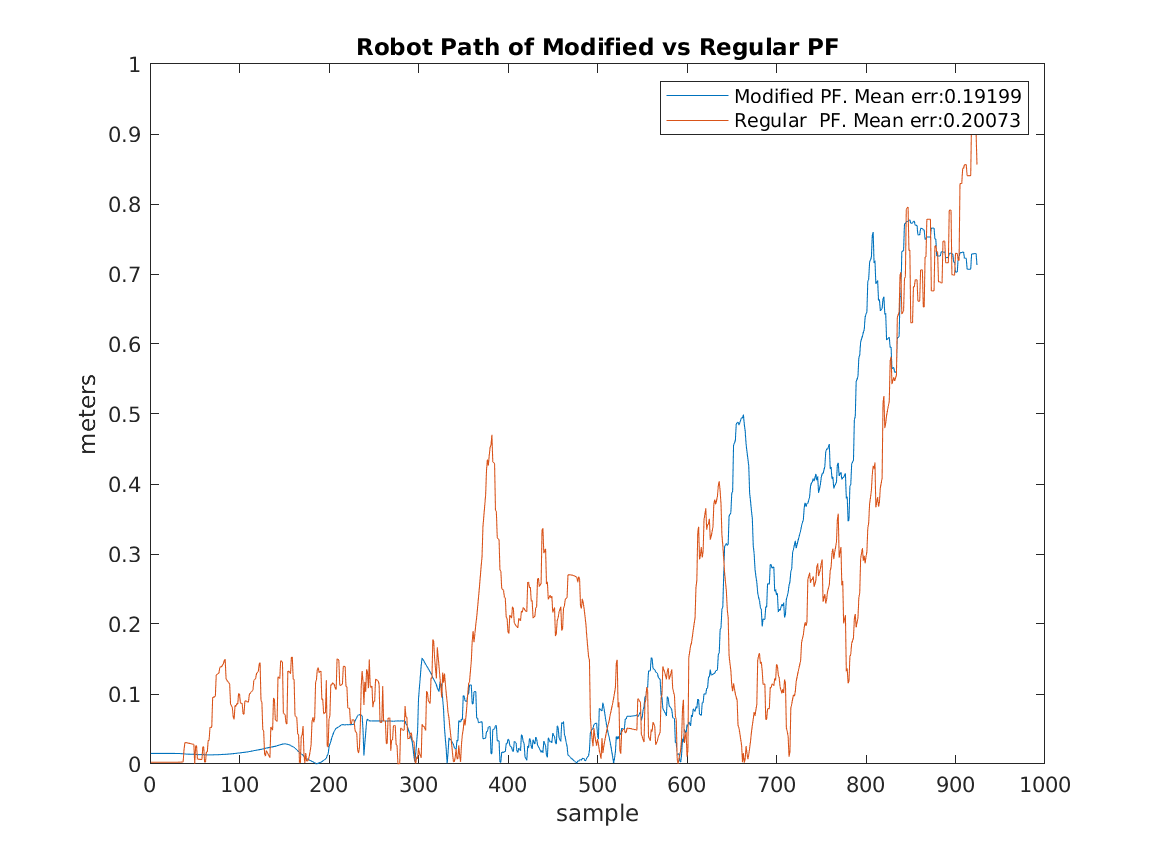 Robot Path of Modified vs Regular PF
1
0.9
0.8
0.7
0.6
0.5
0.4
0.3
0.2
0.1
0
meters
Modified PF. Mean err:0.19199
Regular  PF. Mean err:0.20073
0 100 200 300 400 500 600 700 800 900 1000
sample